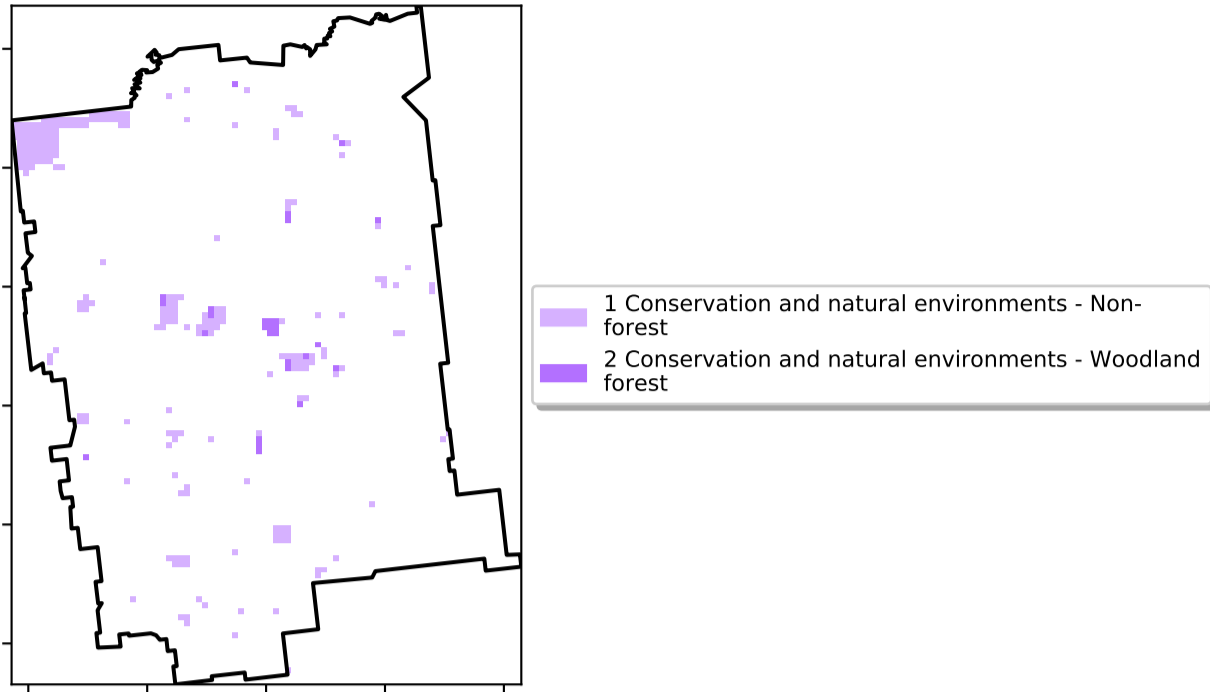 1 Conservation and natural environments - Non-
forest
2 Conservation and natural environments - Woodland
forest